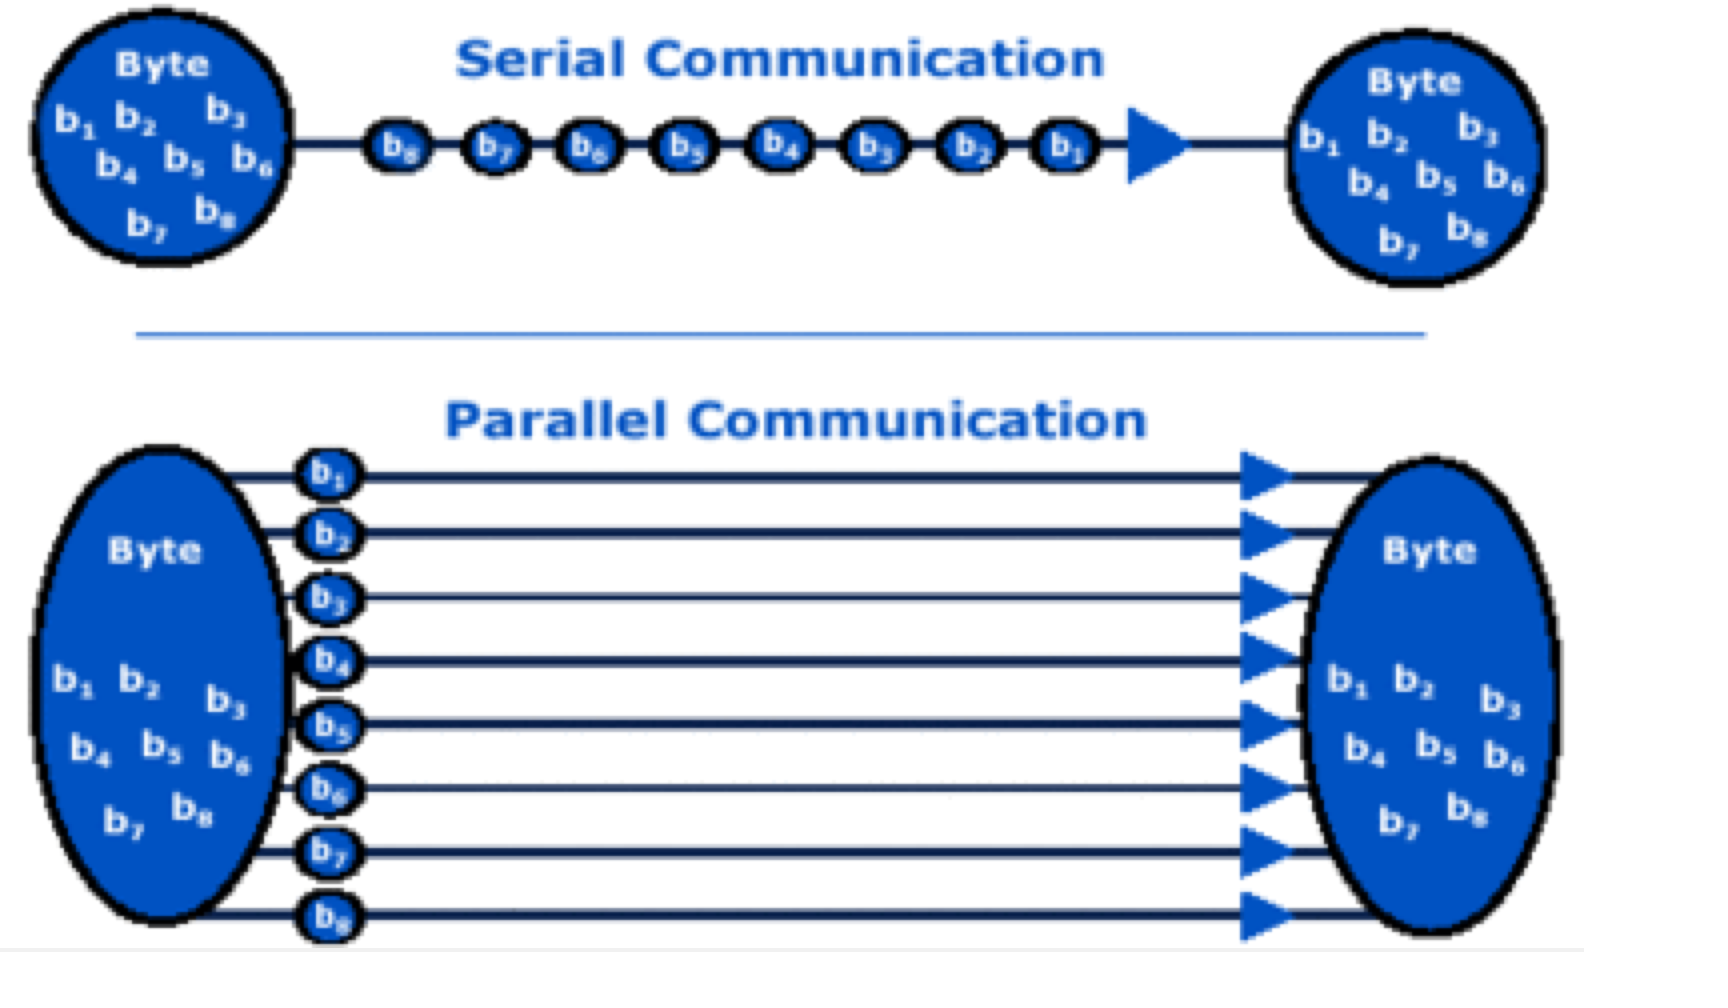 Serial Communication
Byte
b₁ b₂ b₃
b₄ b₅ b₆
b₇ b₈
b₈ b₇ b₆ b₅ b₄ b₃ b₂ b₁
Byte
b₁ b₂ b₃
b₄ b₅ b₆
b₇ b₈
Parallel Communication
Byte
b₁ b₂ b₃
b₄ b₅ b₆
b₇ b₈
b₁
b₂
b₃
b₄
b₅
b₆
b₇
b₈
Byte
b₁ b₂ b₃
b₄ b₅ b₆
b₇ b₈